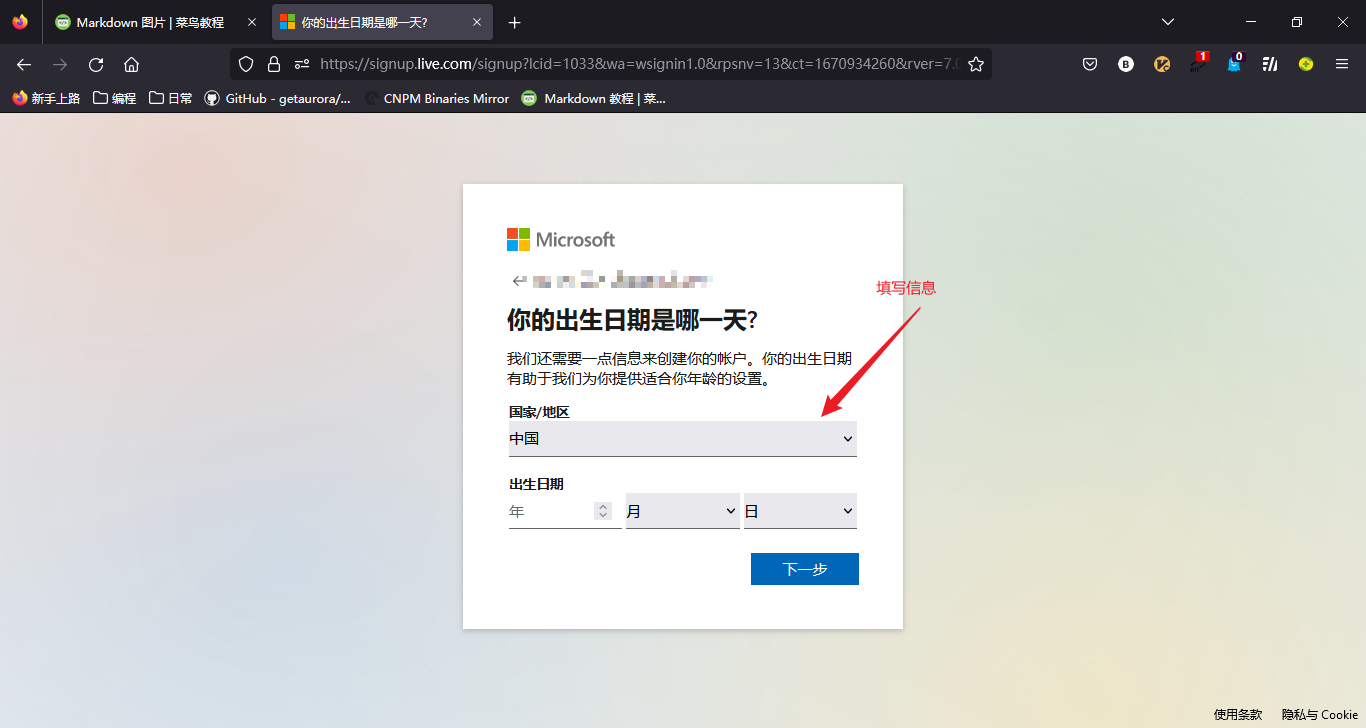 Markdown 图片 | 菜鸟教程
你的出生日期是哪一天?
https://signup.live.com/signup?lcid=1033&wa=wsignin1.0&rpsnv=13&ct=1670934260&rver=7.0
B
en
1
0
新手上路
编程
日常
GitHub - getaurora/...
CNPM Binaries Mirror
Markdown 教程 | 菜...
Microsoft
填写信息
你的出生日期是哪一天?
我们还需要一点信息来创建你的帐户。你的出生日期
有助于我们为你提供适合你年龄的设置。
国家/地区
中国
出生日期
年 月 日
下一步
使用条款 隐私与 Cookie